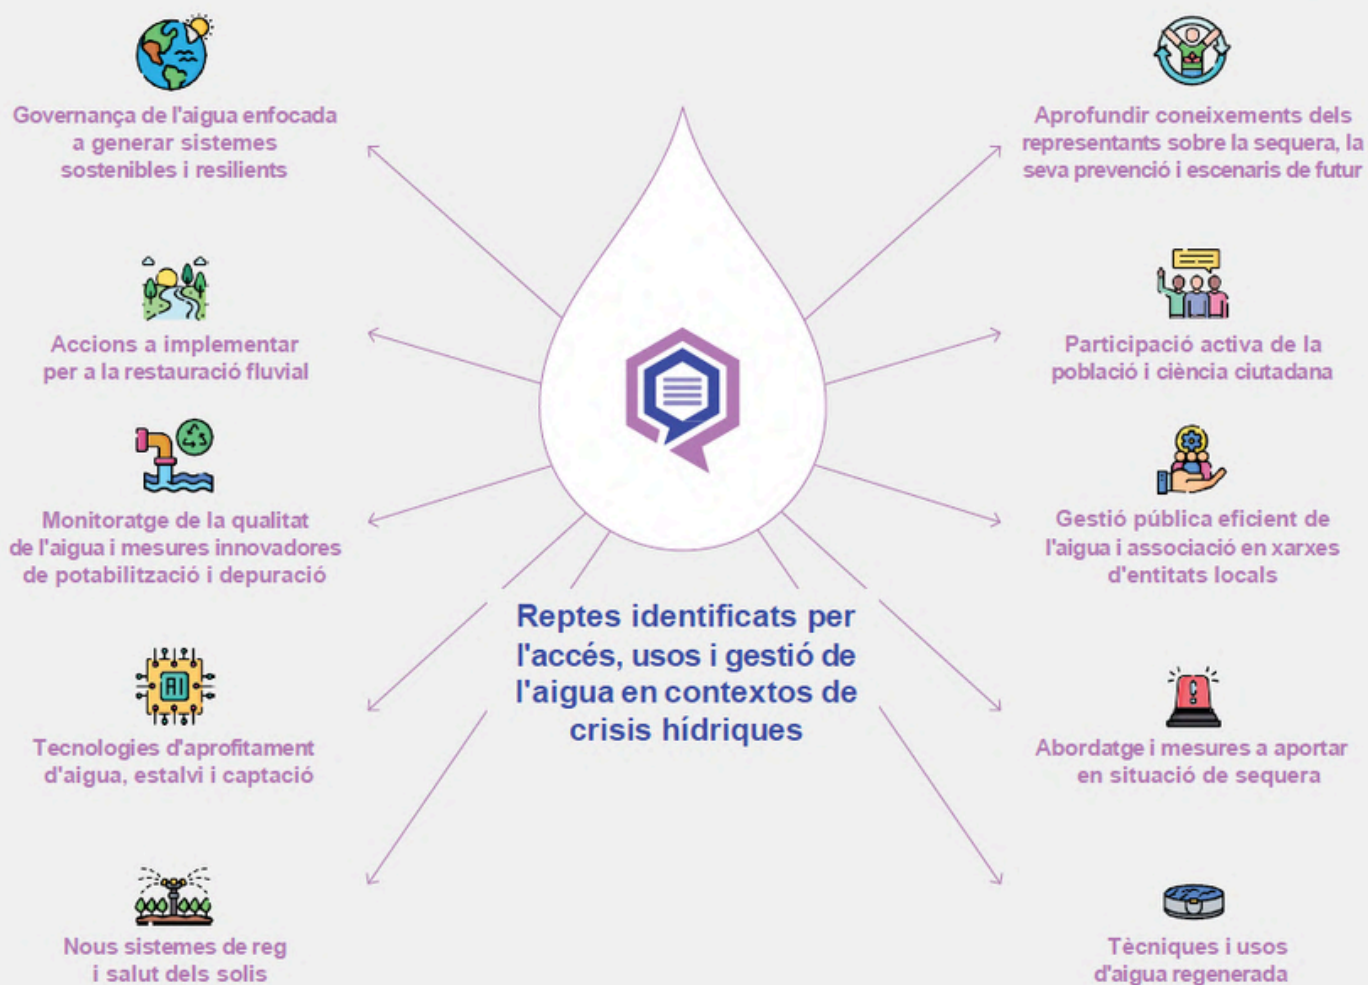 Governança de l'aigua enfocada
a generar sistemes
sostenibles i resilients
Accions a implementar
per a la restauració fluvial
Monitoratge de la qualitat
de l'aigua i mesures innovadores
de potabilització i depuració
AI
Tecnologies d'aprofitament
d'aigua, estalvi i captació
Nous sistemes de reg
i salut dels solis
Reptes identificats per
l'accés, usos i gestió de
l'aigua en contextos de
crisis hídriques
Aprofundir coneixements dels
representants sobre la sequera, la
seva prevenció i escenaris de futur
Participació activa de la
població i ciència ciutadana
Gestió pública eficient de
l'aigua i associació en xarxes
d'entitats locals
Abordatge i mesures a aportar
en situació de sequera
Tècniques i usos
d'aigua regenerada